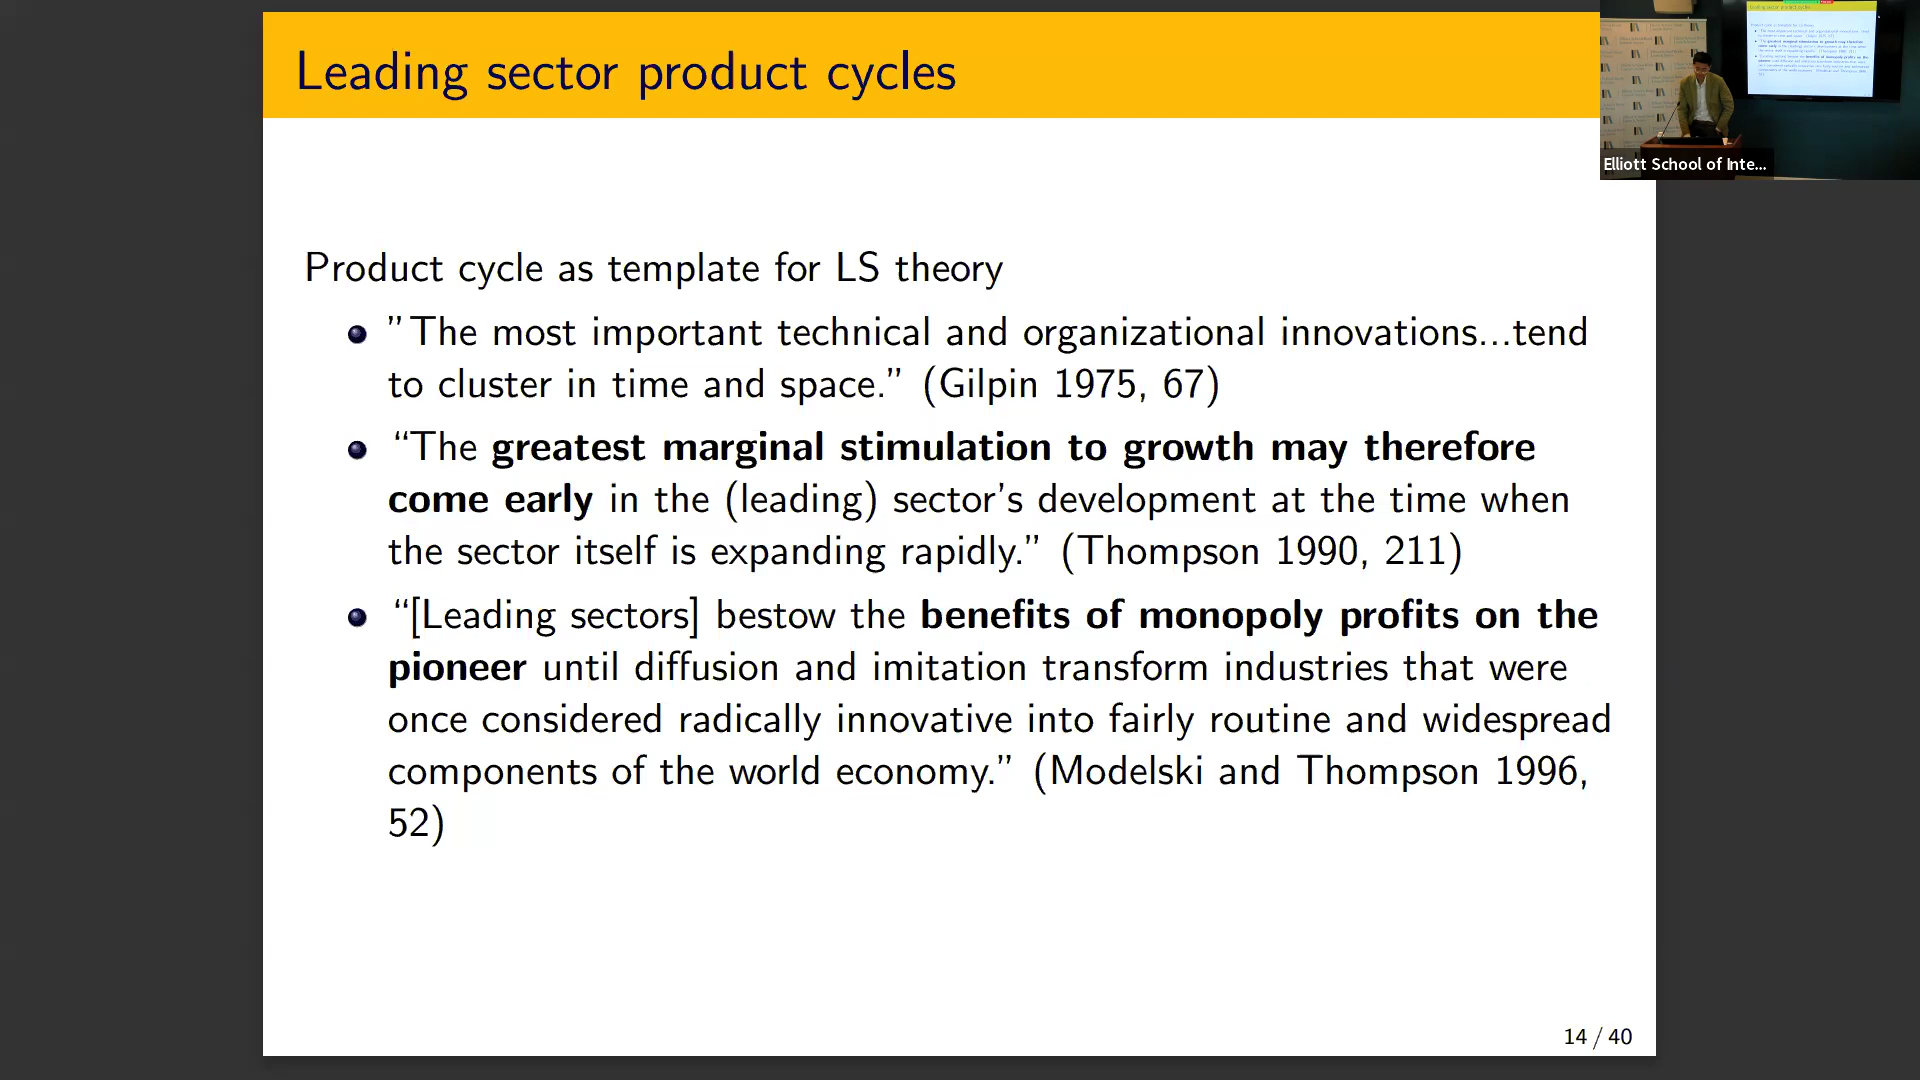 Leading sector product cycles
Elliott School of Inte...
Product cycle as template for LS theory
”The most important technical and organizational innovations...tend
to cluster in time and space.” (Gilpin 1975, 67)
“The greatest marginal stimulation to growth may therefore
come early in the (leading) sector’s development at the time when
the sector itself is expanding rapidly.” (Thompson 1990, 211)
“[Leading sectors] bestow the benefits of monopoly profits on the
pioneer until diffusion and imitation transform industries that were
once considered radically innovative into fairly routine and widespread
components of the world economy.” (Modelski and Thompson 1996,
52)
14 / 40